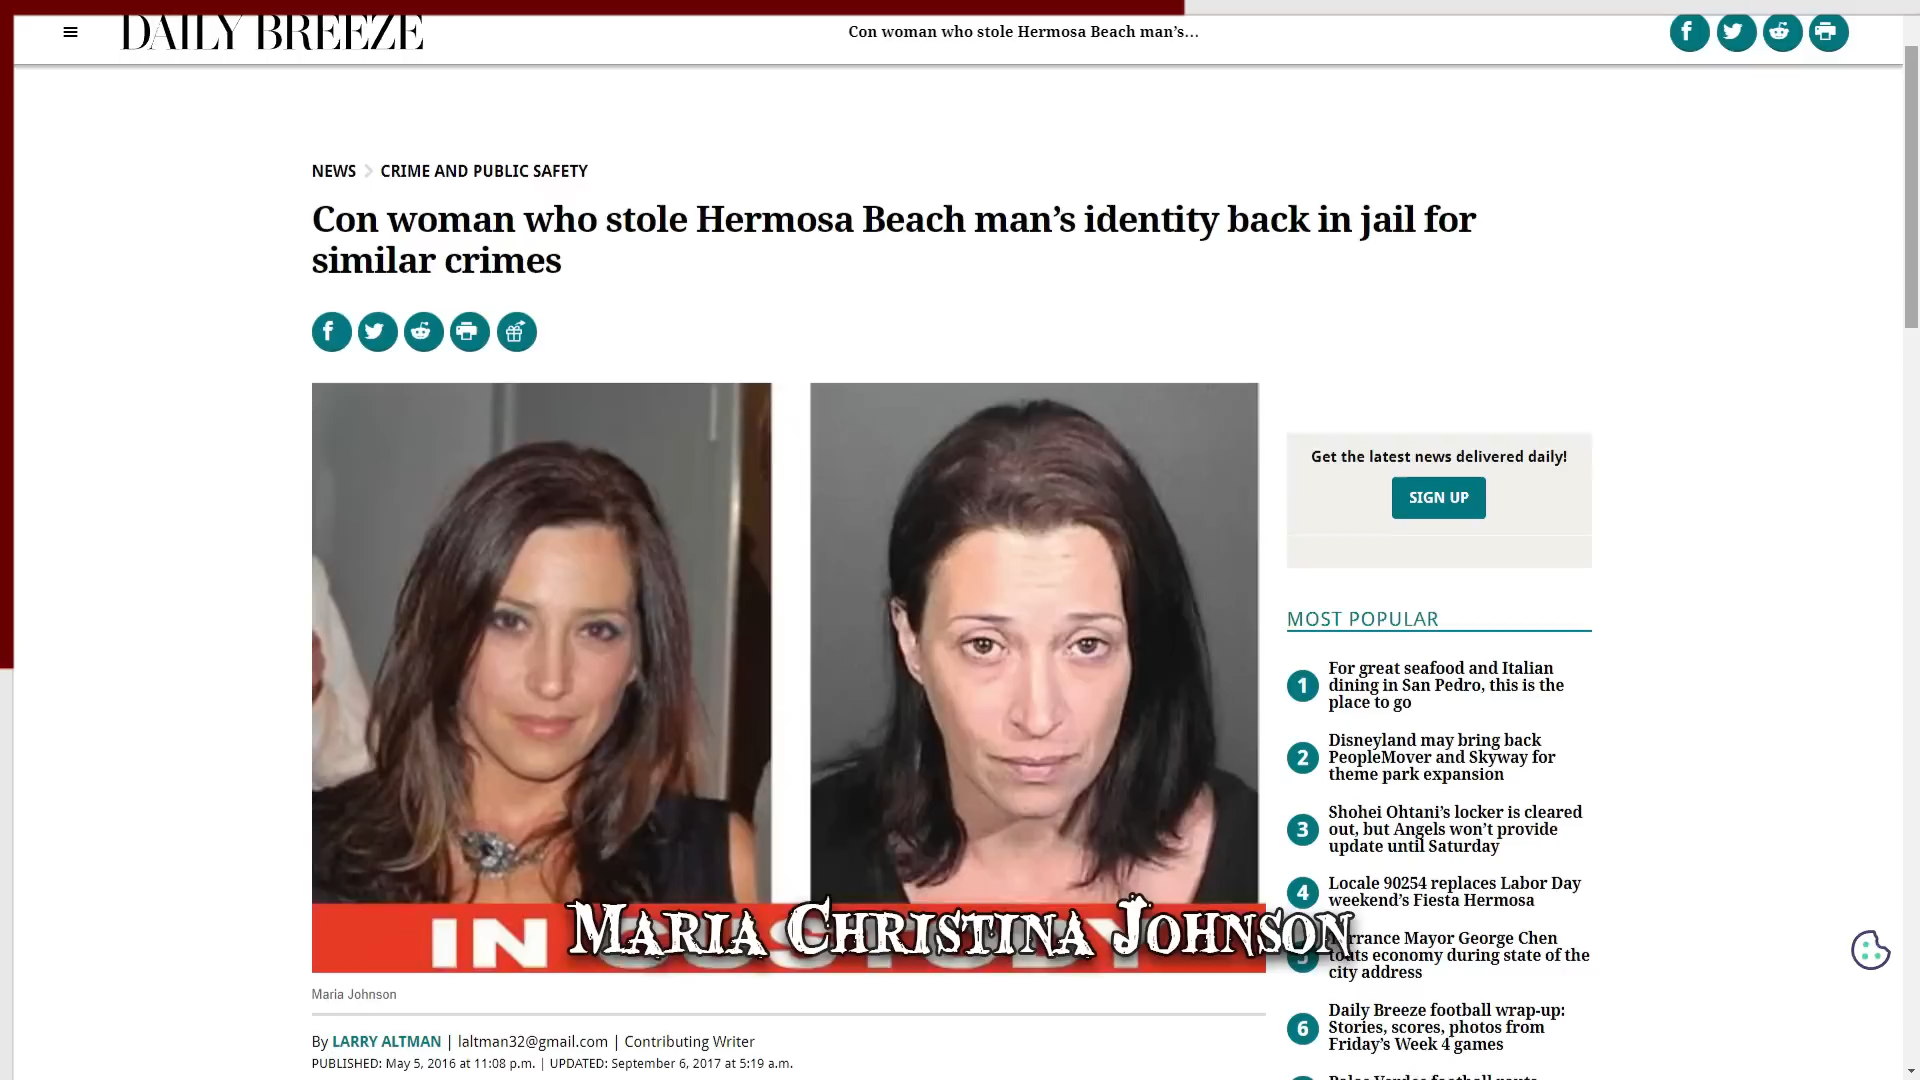 DAILY BREEZE
Con woman who stole Hermosa Beach man's...
NEWS > CRIME AND PUBLIC SAFETY
Con woman who stole Hermosa Beach man’s identity back in jail for
similar crimes
Get the latest news delivered daily!
SIGN UP
MOST POPULAR
1 For great seafood and Italian
dining in San Pedro, this is the
place to go
2 Disneyland may bring back
PeopleMover and Skyway for
theme park expansion
3 Shohei Ohtani’s locker is cleared
out, but Angels won’t provide
update until Saturday
4 Locale 90254 replaces Labor Day
weekend’s Fiesta Hermosa
Mayor George Chen
touts economy during state of the
city address
6 Daily Breeze football wrap-up:
Stories, scores, photos from
Friday’s Week 4 games
IN
Maria Christina Johnson
Maria Johnson
By LARRY ALTMAN | laltman32@gmail.com | Contributing Writer
PUBLISHED: May 5, 2016 at 11:08 p.m. | UPDATED: September 6, 2017 at 5:19 a.m.